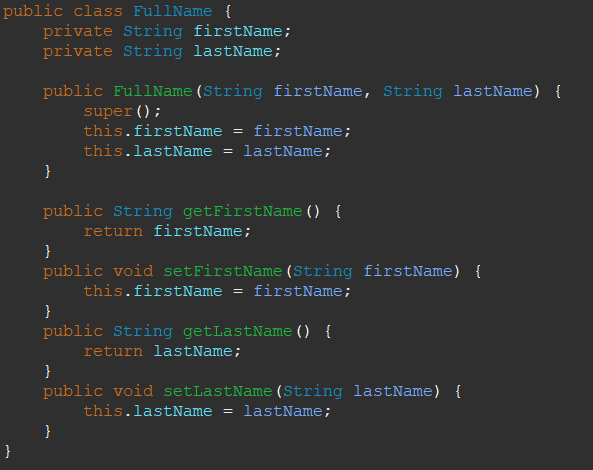 public class FullName {
    private String firstName;
    private String lastName;

    public FullName(String firstName, String lastName) {
        super();
        this.firstName = firstName;
        this.lastName = lastName;
    }

    public String getFirstName() {
        return firstName;
    }
    public void setFirstName(String firstName) {
        this.firstName = firstName;
    }
    public String getLastName() {
        return lastName;
    }
    public void setLastName(String lastName) {
        this.lastName = lastName;
    }
}